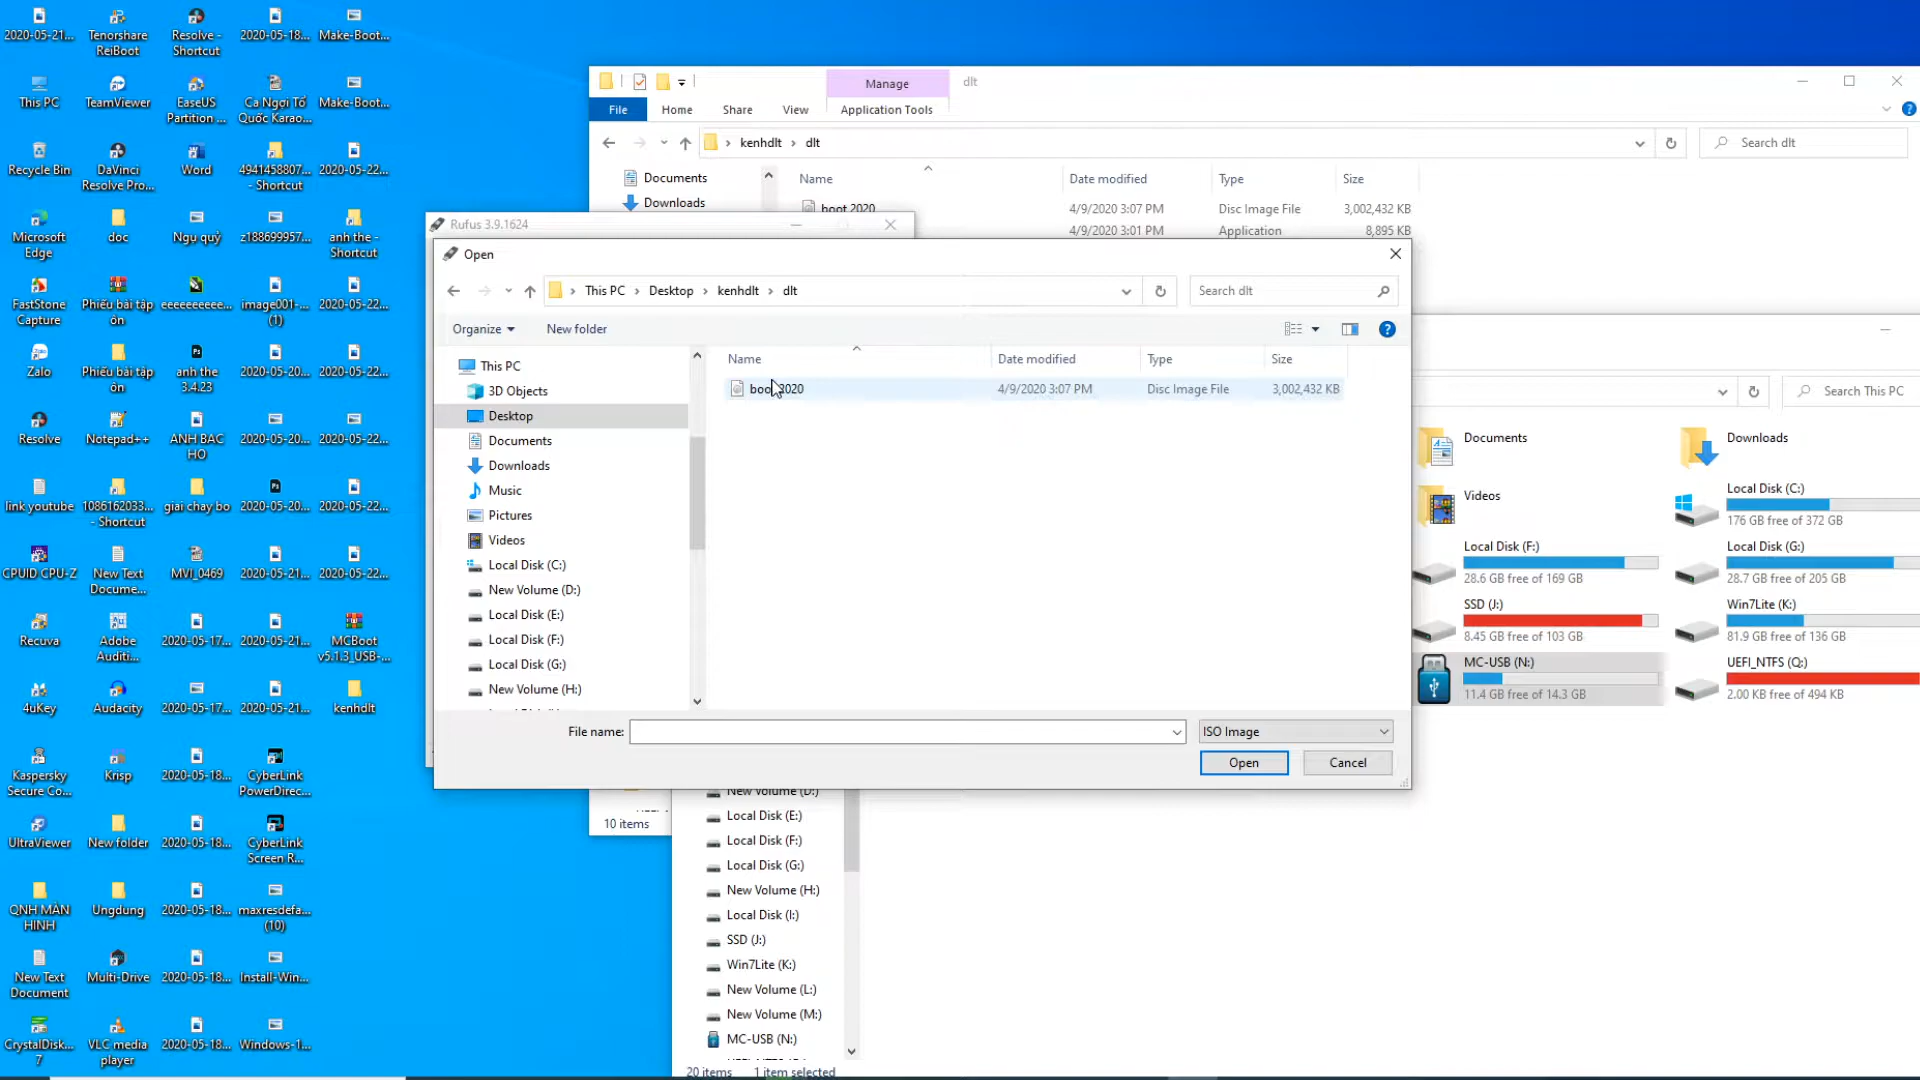 2020-05-21...
Tenorshare
ReiBoot
Resolve -
Shortcut
2020-05-18...
Make-Boot...
This PC
TeamViewer
EaseUS
Partition ...
Ca Ngợi Tổ
Quốc Karao...
Make-Boot...
Recycle Bin
DaVinci
Resolve Pro...
Word
4941458807...
- Shortcut
2020-05-22...
Microsoft
Edge
doc
Ngu quỷ
z188699957...
anh the -
Shortcut
FastStone
Capture
Phiếu bài tập
ôn
eeeeeeeeee...
image001-...
(1)
2020-05-22...
Zalo
Phiếu bài tập
ôn
anh the
3.4.23
2020-05-20...
2020-05-22...
Resolve
Notepad++
ANH BAC
HO
2020-05-20...
2020-05-22...
link youtube
1086162033...
- Shortcut
giai chay bo
2020-05-20...
2020-05-22...
CPUID CPU-Z
New Text
Docume...
MVI_0469
2020-05-21...
2020-05-22...
Recuva
Adobe
Auditi...
2020-05-17...
2020-05-21...
MCBoot
v5.1.3_USB-...
4uKey
Audacity
2020-05-17...
2020-05-21...
kenhdlt
Kaspersky
Secure Co...
Krisp
2020-05-18...
CyberLink
PowerDirec...
UltraViewer
New folder
2020-05-18...
CyberLink
Screen R...
QNH MÀN
HINH
Ungdung
2020-05-18...
maxresdefa...
(10)
New Text
Document
Multi-Drive
2020-05-18...
Install-Win...
CrystalDisk...
7
VLC media
player
2020-05-18...
Windows-1...
Manage
dlt
File
Home
Share
View
Application Tools
kenhdlt
dlt
Search dlt
Documents
Downloads
Name
Date modified
Type
Size
boot 2020
4/9/2020 3:07 PM
Disc Image File
3,002,432 KB
4/9/2020 3:01 PM
Application
8,895 KB
Rufus 3.9.1624
Open
This PC
Desktop
kenhdlt
dlt
Search dlt
Organize
New folder
Name
Date modified
Type
Size
boot 2020
4/9/2020 3:07 PM
Disc Image File
3,002,432 KB
This PC
3D Objects
Desktop
Documents
Downloads
Music
Pictures
Videos
Local Disk (C:)
New Volume (D:)
Local Disk (E:)
Local Disk (F:)
Local Disk (G:)
New Volume (H:)
File name:
ISO Image
Open
Cancel
Search This PC
Documents
Downloads
Videos
Local Disk (C:)
176 GB free of 372 GB
Local Disk (F:)
28.6 GB free of 169 GB
Local Disk (G:)
28.7 GB free of 205 GB
SSD (J:)
8.45 GB free of 103 GB
Win7Lite (K:)
81.9 GB free of 136 GB
MC-USB (N:)
11.4 GB free of 14.3 GB
UEFI_NTFS (Q:)
2.00 KB free of 494 KB
10 items
New Volume (D:)
Local Disk (E:)
Local Disk (F:)
Local Disk (G:)
New Volume (H:)
Local Disk (I:)
SSD (J:)
Win7Lite (K:)
New Volume (L:)
New Volume (M:)
MC-USB (N:)
20 items
1 item selected